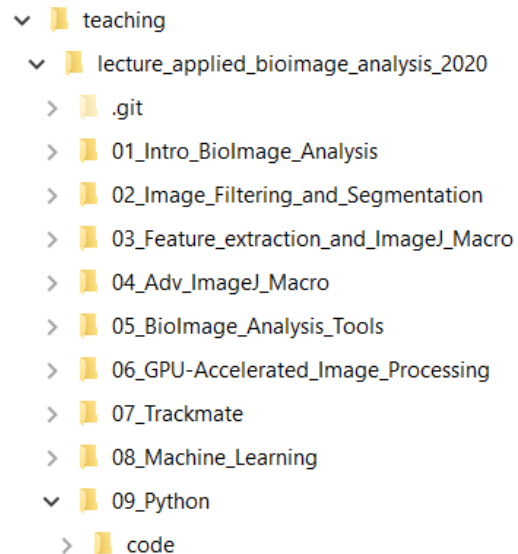 teaching
lecture_applied_bioimage_analysis_2020
.git
01_Intro_BioImage_Analysis
02_Image_Filtering_and_Segmentation
03_Feature_extraction_and_ImageJ_Macro
04_Adv_ImageJ_Macro
05_BioImage_Analysis_Tools
06_GPU-Accelerated_Image_Processing
07_Trackmate
08_Machine_Learning
09_Python
code